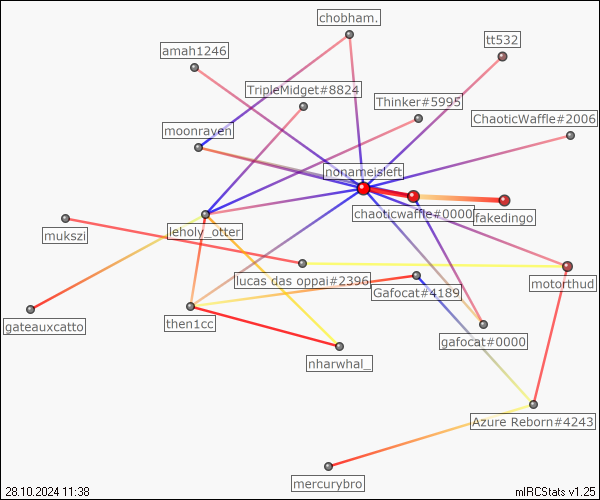 chobham.
tt532
amah1246
TripleMidget#8824
Thinker#5995
ChaoticWaffle#2006
moonraven
nonameisleft
chaoticwaffle#0000
fakedingo
leholy_otter
mukszi
lucas das oppai#2396
Gafocat#4189
motorthud
gateauxcatto
then1cc
gafocat#0000
nharwhal_
Azure Reborn#4243
mercurybro
28.10.2024 11:38
mIRCStats v1.25